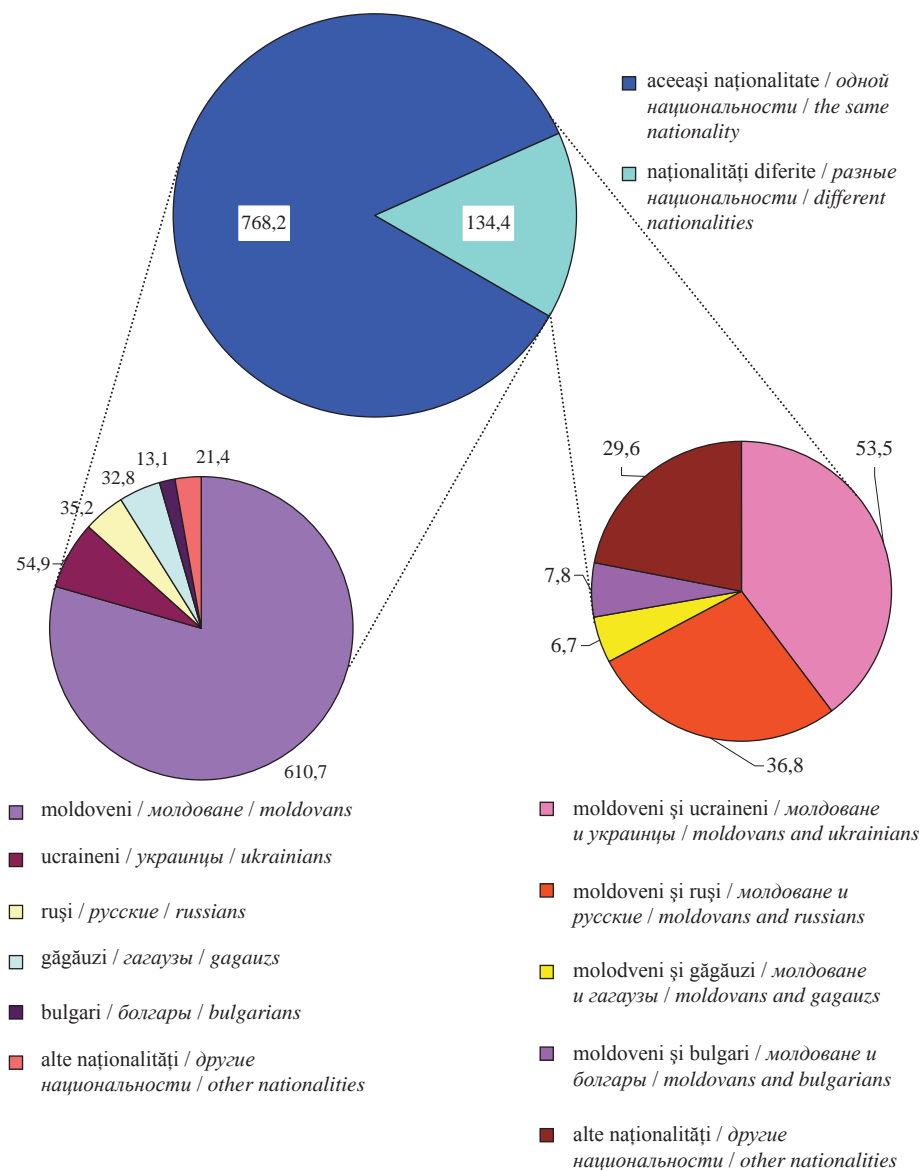 aceeaşi naţionalitate / одной
национальности / the same
nationality
naţionalităţi diferite / разные
национальности / different
nationalities
768,2
134,4
13,1
21,4
32,8
35,2
54,9
610,7
29,6
53,5
7,8
6,7
36,8
moldoveni / молдоване / moldovans
ucraineni / украинцы / ukrainians
ruşi / русские / russians
găgăuzi / гагаузы / gagauzs
bulgari / болгары / bulgarians
alte naţionalităţi / другие
национальности / other nationalities
moldoveni şi ucraineni / молдоване
и украинцы / moldovans and ukrainians
moldoveni şi ruşi / молдоване и
русские / moldovans and russians
molodveni şi găgăuzi / молдоване
и гагаузы / moldovans and gagauzs
moldoveni şi bulgari / молдоване и
болгары / moldovans and bulgarians
alte naţionalităţi / другие
национальности / other nationalities